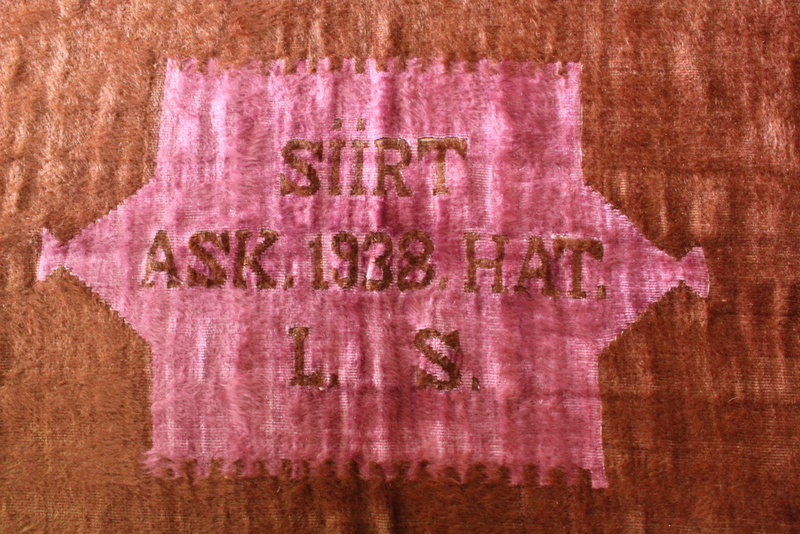 SİİRT
ASK. 1938. HAT.
L. S.